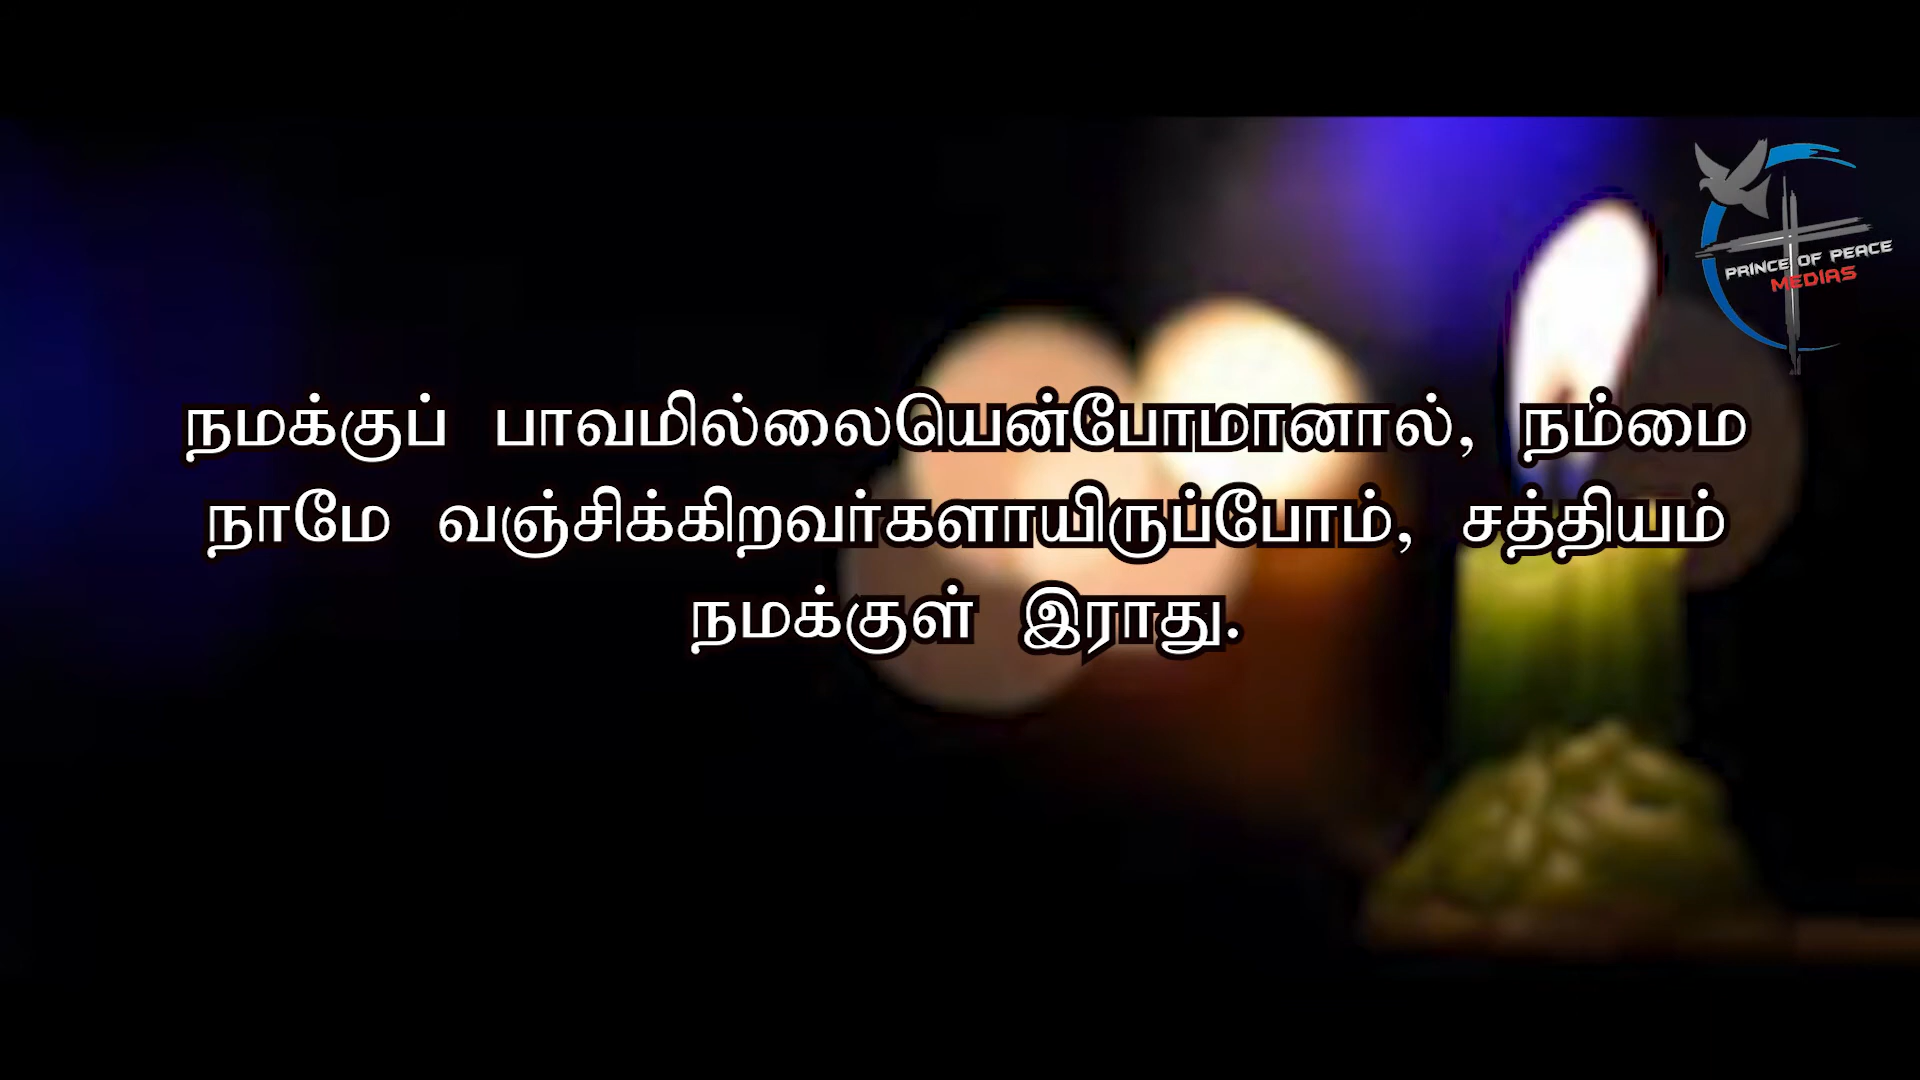 PRINCE OF PEACE
MEDIAS
நமக்குப் பாவமில்லையென்போமானால், நம்மை
நாமே வஞ்சிக்கிறவர்களாயிருப்போம், சத்தியம்
நமக்குள் இராது.